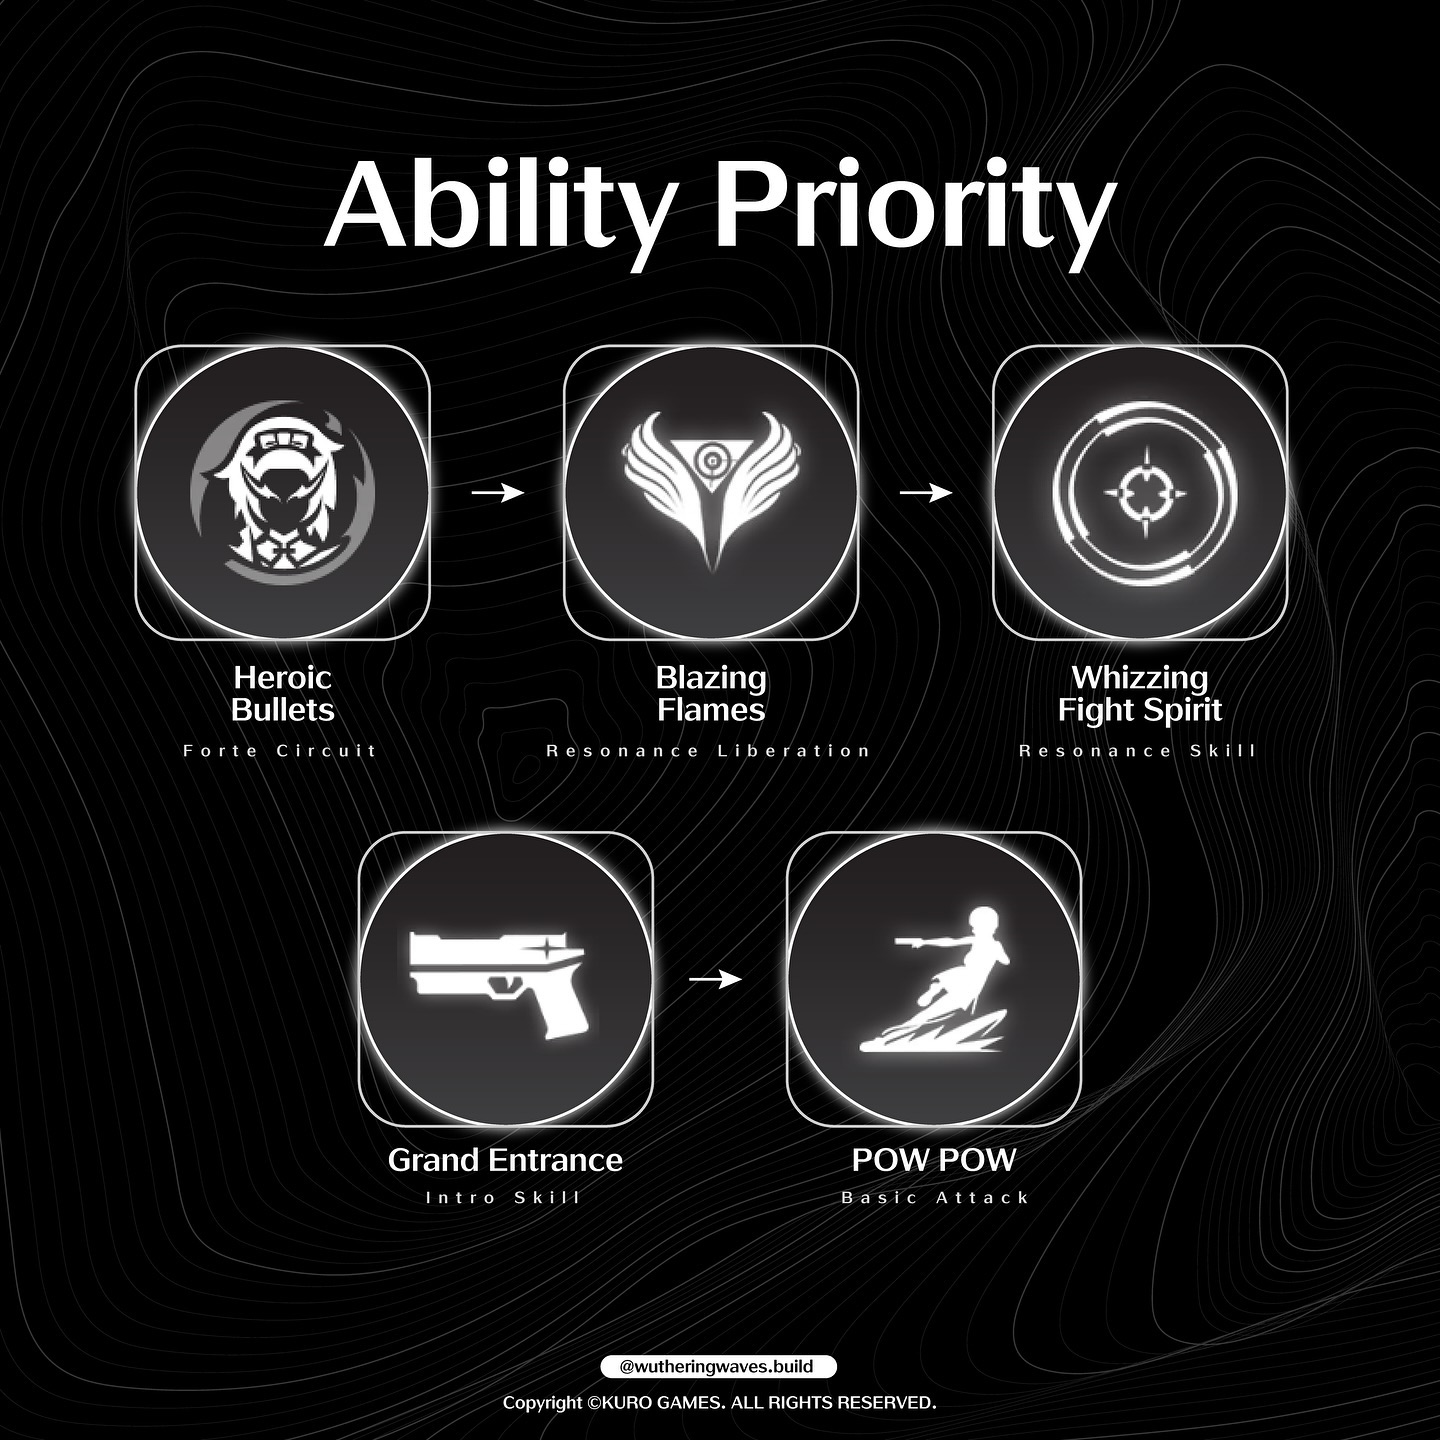 Ability Priority
Heroic
Bullets
Forte Circuit
Blazing
Flames
Resonance Liberation
Whizzing
Fight Spirit
Resonance Skill
Grand Entrance
Intro Skill
POW POW
Basic Attack
@wutheringwaves.build
Copyright ©KURO GAMES. ALL RIGHTS RESERVED.